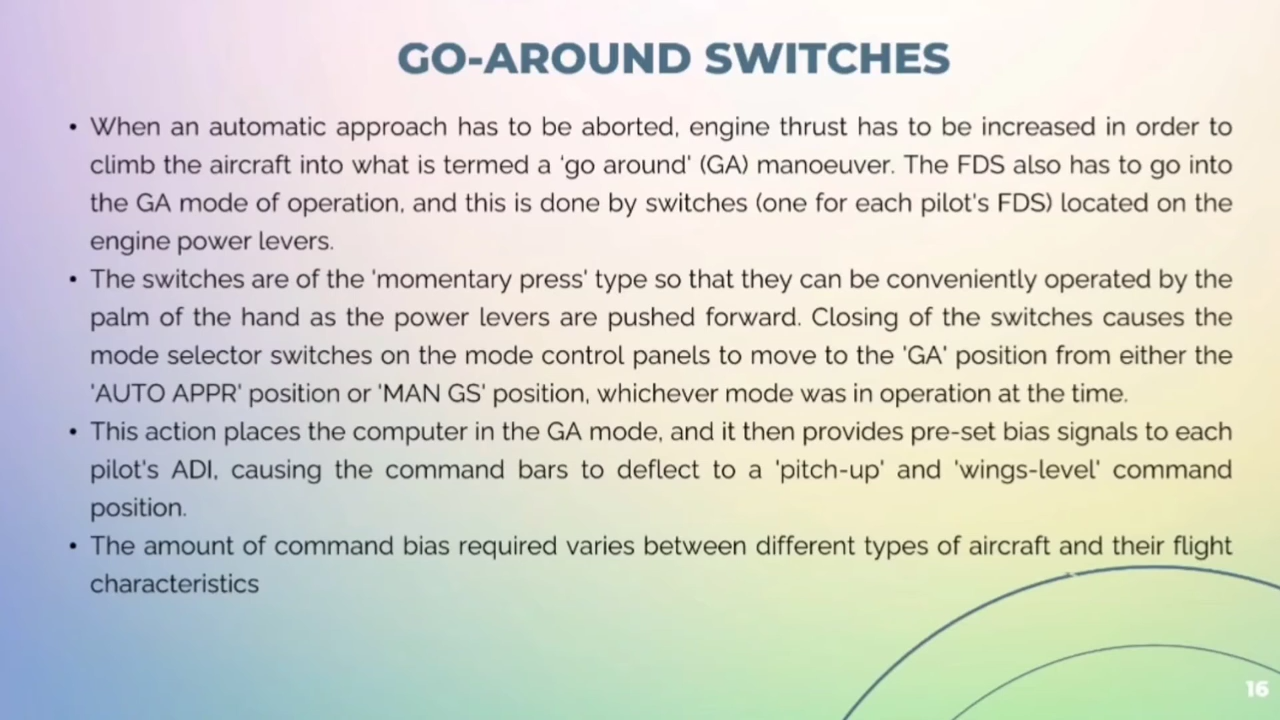 GO-AROUND SWITCHES
• When an automatic approach has to be aborted, engine thrust has to be increased in order to
climb the aircraft into what is termed a 'go around' (GA) manoeuver. The FDS also has to go into
the GA mode of operation, and this is done by switches (one for each pilot's FDS) located on the
engine power levers.
• The switches are of the 'momentary press' type so that they can be conveniently operated by the
palm of the hand as the power levers are pushed forward. Closing of the switches causes the
mode selector switches on the mode control panels to move to the 'GA' position from either the
'AUTO APPR' position or 'MAN GS' position, whichever mode was in operation at the time.
• This action places the computer in the GA mode, and it then provides pre-set bias signals to each
pilot's ADI, causing the command bars to deflect to a 'pitch-up' and 'wings-level' command
position.
• The amount of command bias required varies between different types of aircraft and their flight
characteristics
16